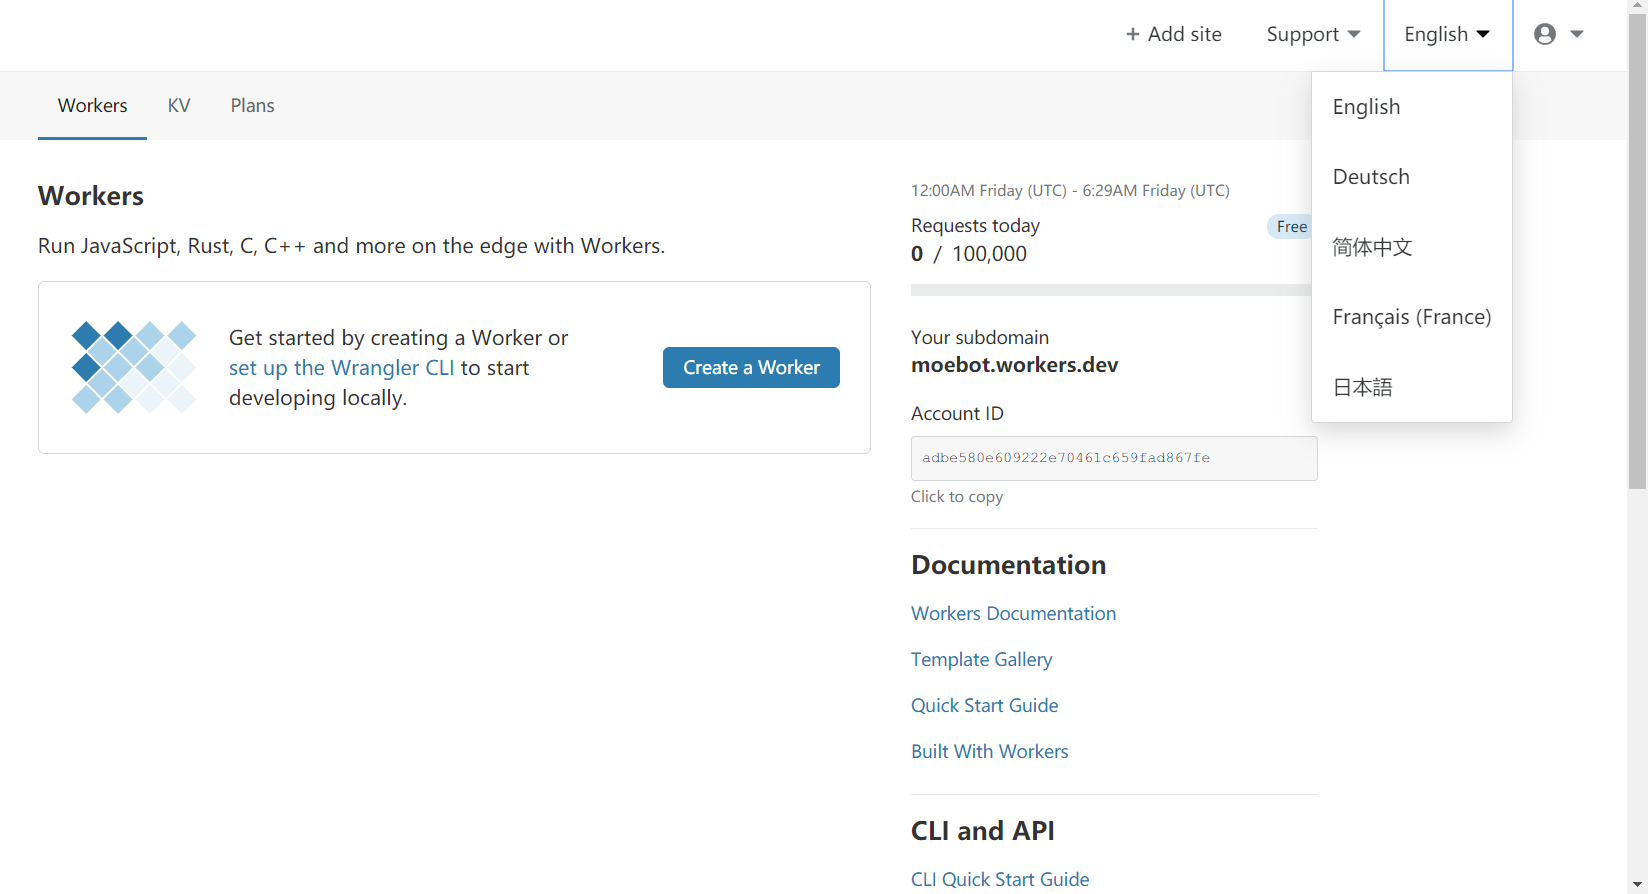 + Add site
Support
English
English
Deutsch
简体中文
Français (France)
日本語
Workers
KV
Plans
Workers
Run JavaScript, Rust, C, C++ and more on the edge with Workers.
Get started by creating a Worker or
set up the Wrangler CLI to start
developing locally.
Create a Worker
12:00AM Friday (UTC) - 6:29AM Friday (UTC)
Requests today
Free
0 / 100,000
Your subdomain
moebot.workers.dev
Account ID
adbe580e609222e70461c659fad867fe
Click to copy
Documentation
Workers Documentation
Template Gallery
Quick Start Guide
Built With Workers
CLI and API
CLI Quick Start Guide